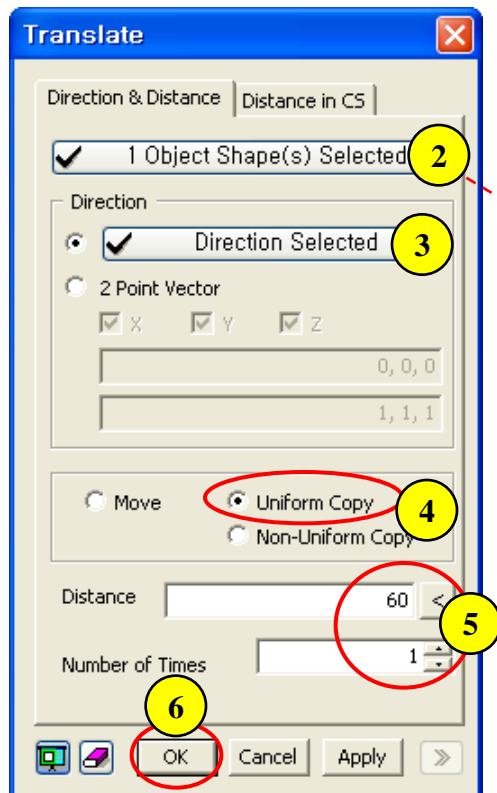 Translate
Direction & Distance Distance in CS
1 Object Shape(s) Selected 2
Direction
Direction Selected 3
2 Point Vector
X Y Z
0, 0, 0
1, 1, 1
Move Uniform Copy 4
Non-Uniform Copy
Distance 60 <
5
Number of Times 1
6
OK Cancel Apply >>